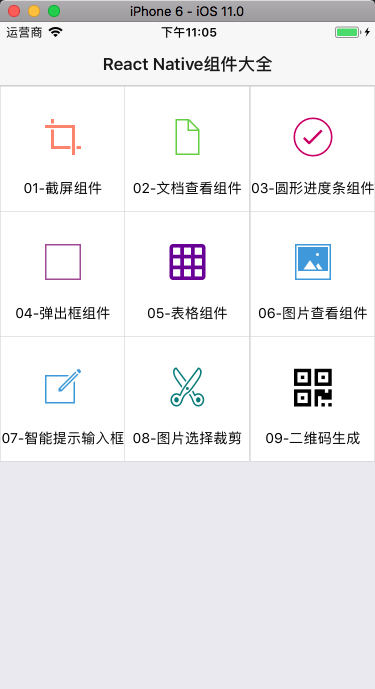 iPhone 6 - iOS 11.0
运营商 下午11:05
React Native组件大全
01-截屏组件
02-文档查看组件
03-圆形进度条组件
04-弹出框组件
05-表格组件
06-图片查看组件
07-智能提示输入框
08-图片选择裁剪
09-二维码生成